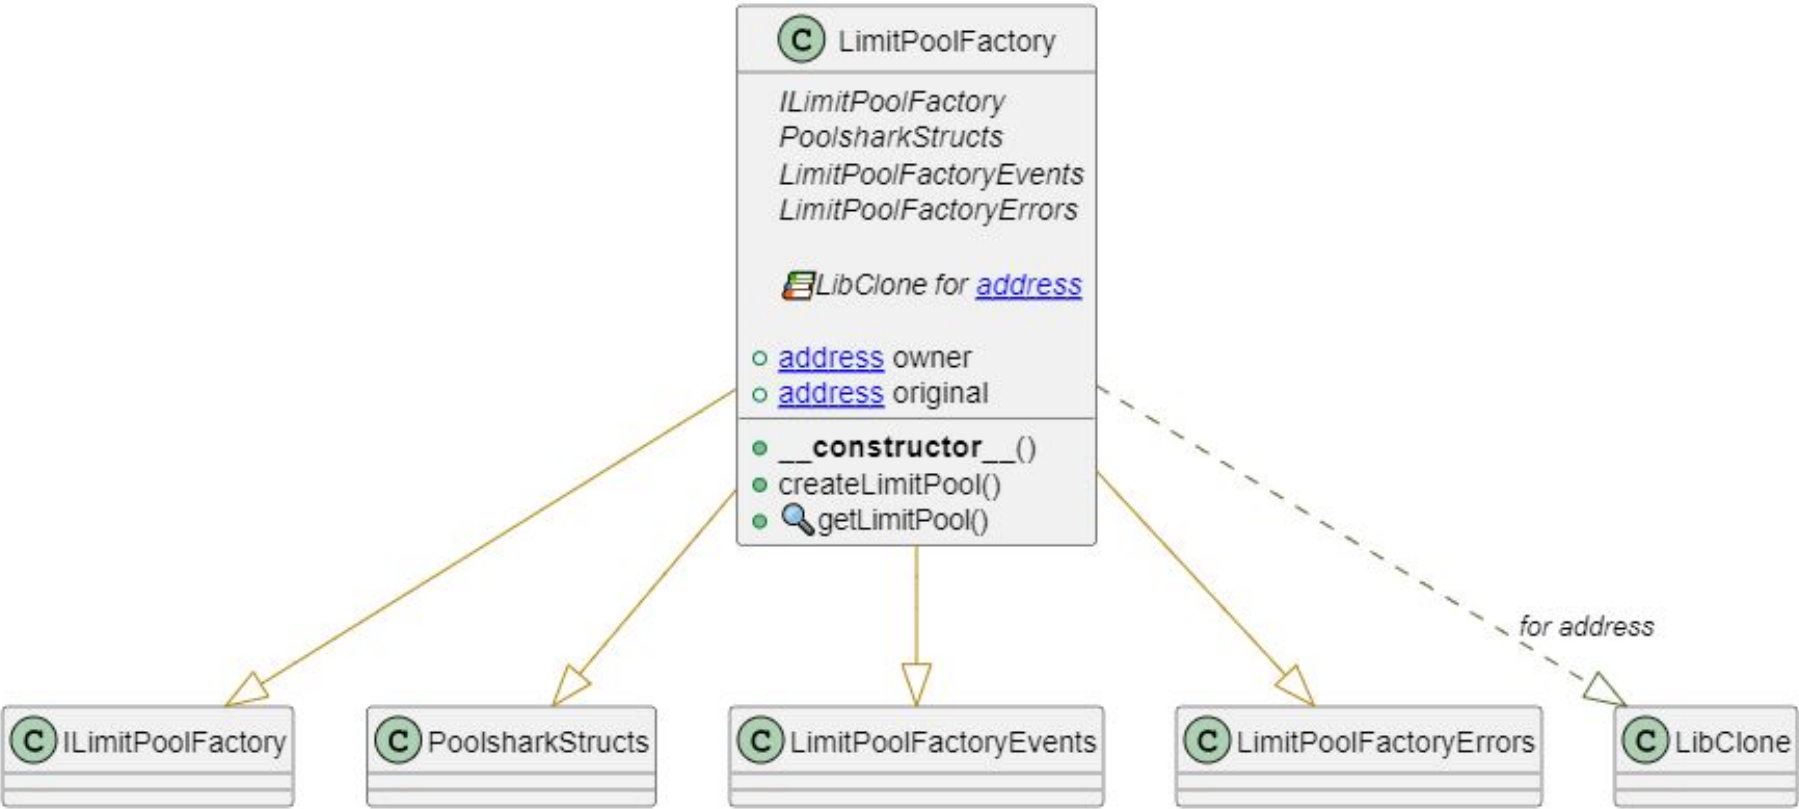 C LimitPoolFactory
ILimitPoolFactory
PoolsharkStructs
LimitPoolFactoryEvents
LimitPoolFactoryErrors
LibClone for address
address owner
address original
__constructor__()
createLimitPool()
getLimitPool()
for address
C ILimitPoolFactory
C PoolsharkStructs
C LimitPoolFactoryEvents
C LimitPoolFactoryErrors
C LibClone